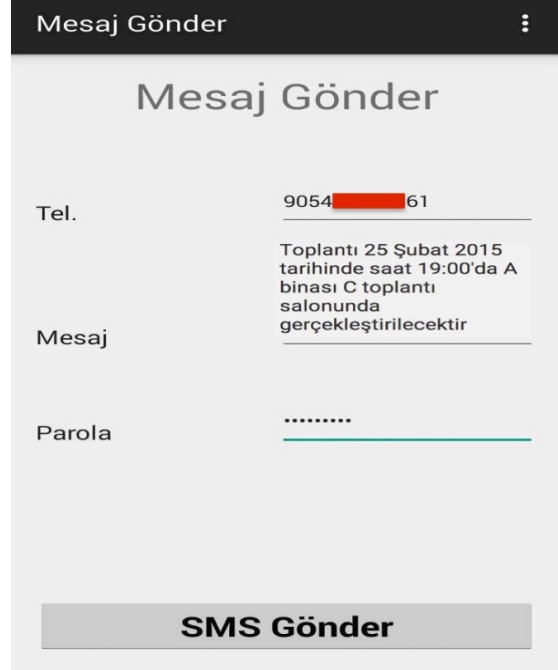 Mesaj Gönder
Mesaj Gönder
Tel.
9054 61
Toplantı 25 Şubat 2015
tarihinde saat 19:00'da A
binası C toplantı
salonunda
gerçekleştirilecektir
Mesaj
Parola
.........
SMS Gönder